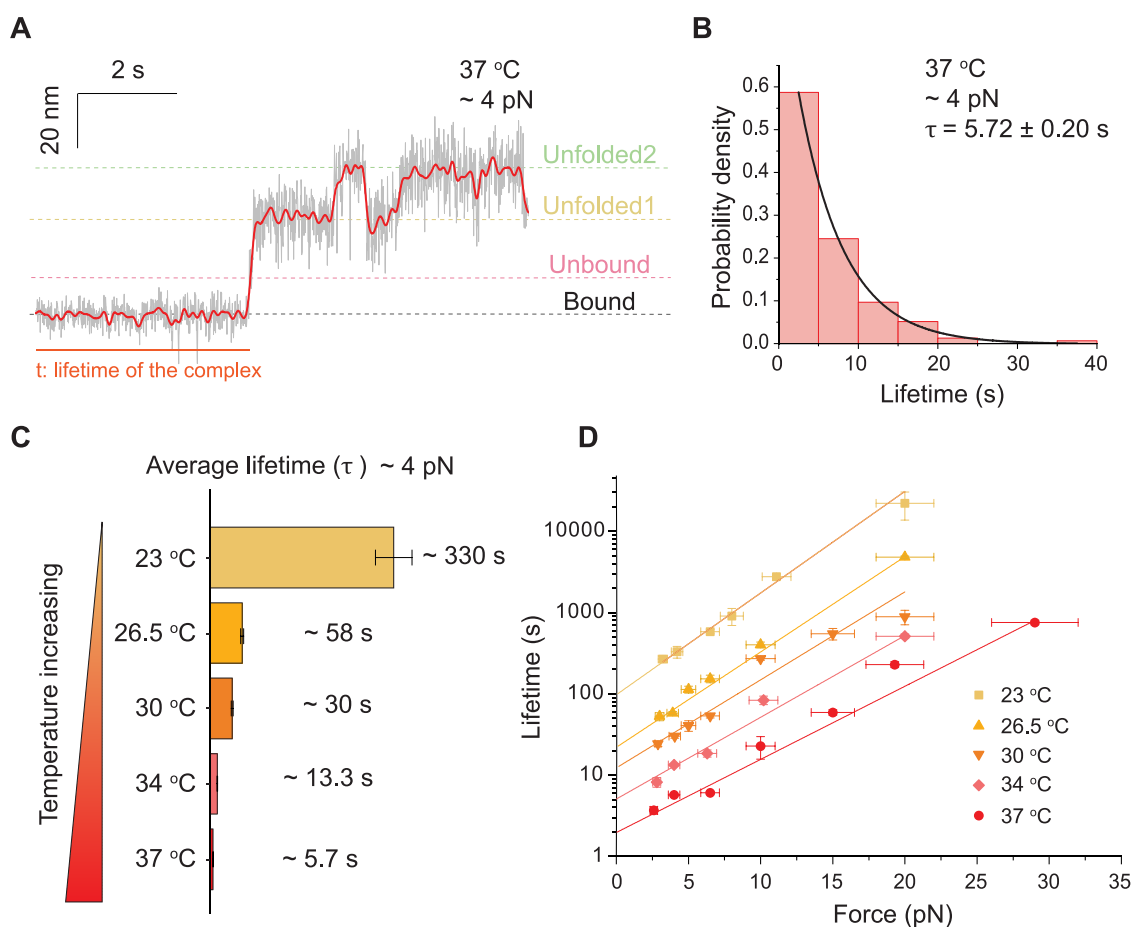 A
2 s
20 nm
37 °C
~ 4 pN
Unfolded2
Unfolded1
Unbound
Bound
t: lifetime of the complex
B
37 °C
~ 4 pN
τ = 5.72 ± 0.20 s
Probability density
0.6
0.5
0.4
0.3
0.2
0.1
0.0
0 10 20 30 40
Lifetime (s)
C
Average lifetime (τ) ~ 4 pN
Temperature increasing
23 °C ~ 330 s
26.5 °C ~ 58 s
30 °C ~ 30 s
34 °C ~ 13.3 s
37 °C ~ 5.7 s
D
Lifetime (s)
10000
1000
100
10
1
23 °C
26.5 °C
30 °C
34 °C
37 °C
0 5 10 15 20 25 30 35
Force (pN)